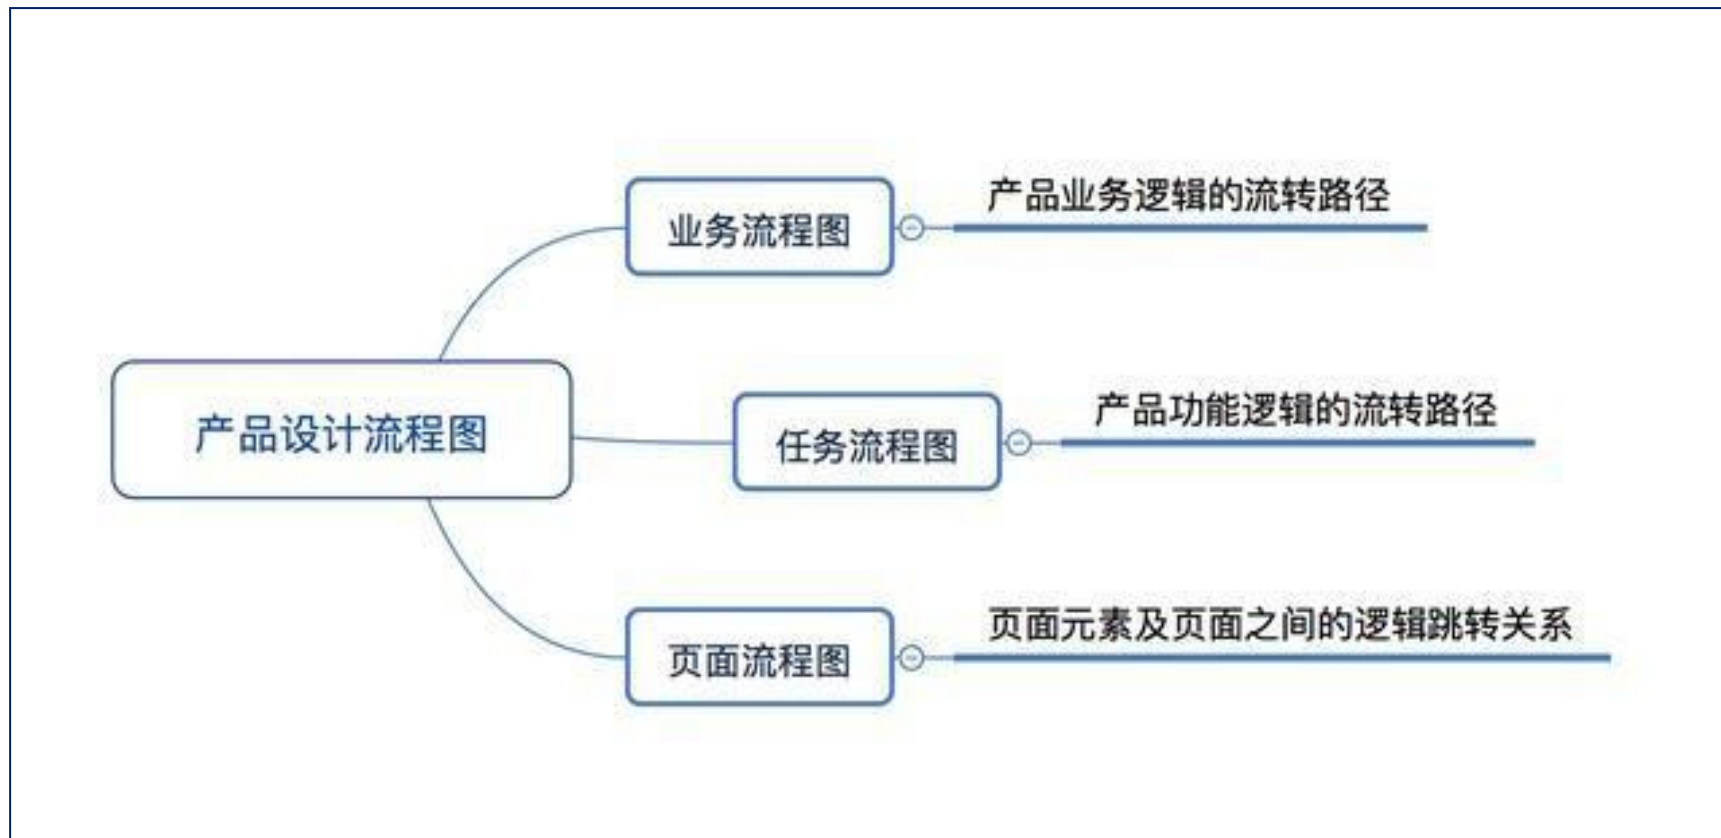 产品业务逻辑的流转路径
业务流程图
产品功能逻辑的流转路径
产品设计流程图
任务流程图
页面元素及页面之间的逻辑跳转关系
页面流程图